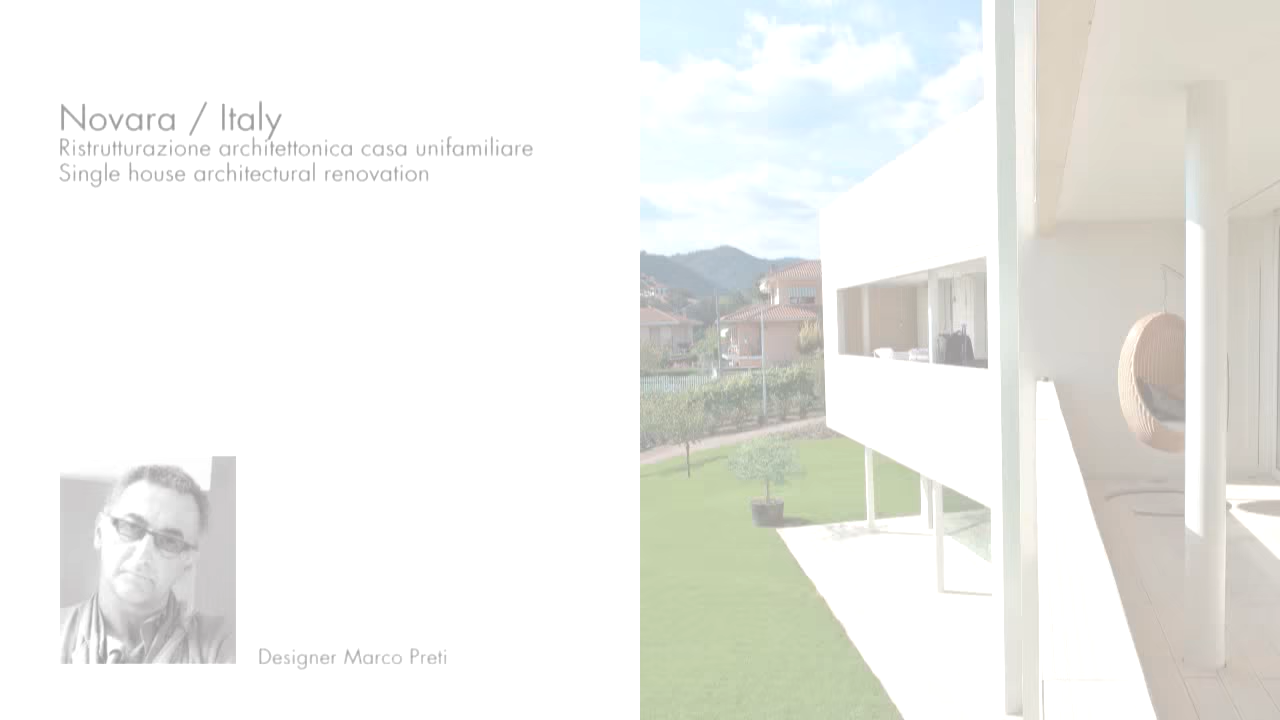 Novara / Italy
Ristrutturazione architettonica casa unifamiliare
Single house architectural renovation
Designer Marco Preti